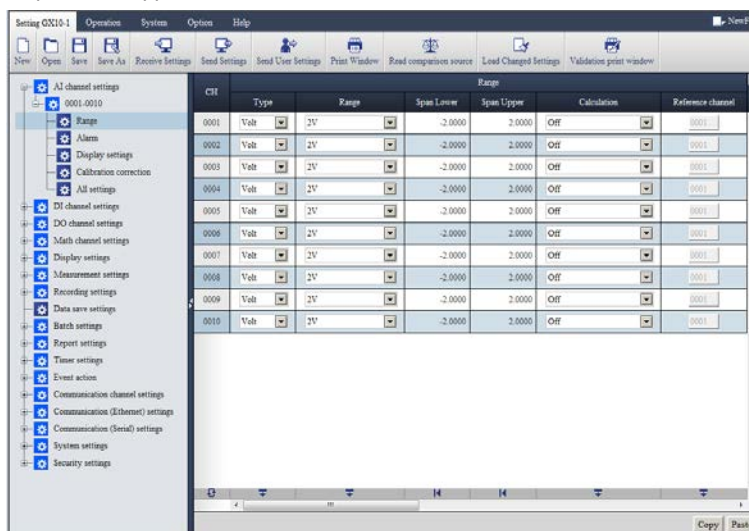 Setting GX10-1 Operation System Option Help NewF
New Open Save Save As Receive Settings Send Settings Send User Settings Print Window Read comparison source Load Changed Settings Validation print window
AI channel settings
0001-0010
Range
Alarm
Display settings
Calibration correction
All settings
DI channel settings
DO channel settings
Math channel settings
Display settings
Measurement settings
Recording settings
Data save settings
Batch settings
Report settings
Timer settings
Event action
Communication channel settings
Communication (Ethernet) settings
Communication (Serial) settings
System settings
Security settings
CH Range
Type Range Span Lower Span Upper Calculation Reference channel
0001 Volt 2V -2.0000 2.0000 Off 0001
0002 Volt 2V -2.0000 2.0000 Off 0001
0003 Volt 2V -2.0000 2.0000 Off 0001
0004 Volt 2V -2.0000 2.0000 Off 0001
0005 Volt 2V -2.0000 2.0000 Off 0001
0006 Volt 2V -2.0000 2.0000 Off 0001
0007 Volt 2V -2.0000 2.0000 Off 0001
0008 Volt 2V -2.0000 2.0000 Off 0001
0009 Volt 2V -2.0000 2.0000 Off 0001
0010 Volt 2V -2.0000 2.0000 Off 0001
Copy Past